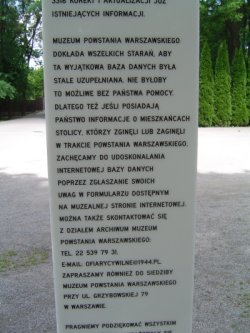 3316 KOREKT I AKTUALIZACJI JUŻ
ISTNIEJĄCYCH INFORMACJI.
MUZEUM POWSTANIA WARSZAWSKIEGO
DOKŁADA WSZELKICH STARAŃ, ABY
TA WYJĄTKOWA BAZA DANYCH BYŁA
STALE UZUPEŁNIANA. NIE BYŁOBY
TO MOŻLIWE BEZ PAŃSTWA POMOCY.
DLATEGO TEŻ JEŚLI POSIADAJĄ
PAŃSTWO INFORMACJE O MIESZKAŃCACH
STOLICY, KTÓRZY ZGINĘLI LUB ZAGINĘLI
W TRAKCIE POWSTANIA WARSZAWSKIEGO,
ZACHĘCAMY DO UDOSKONALANIA
INTERNETOWEJ BAZY DANYCH
POPRZEZ ZGŁASZANIE SWOICH
UWAG W FORMULARZU DOSTĘPNYM
NA MUZEALNEJ STRONIE INTERNETOWEJ.
MOŻNA TAKŻE SKONTAKTOWAĆ SIĘ
Z DZIAŁEM ARCHIWUM MUZEUM
POWSTANIA WARSZAWSKIEGO:
TEL. 22 539 79 31,
E-MAIL: OFIARYCYWILNE@1944.PL
ZAPRASZAMY RÓWNIEŻ DO SIEDZIBY
MUZEUM POWSTANIA WARSZAWSKIEGO
PRZY UL. GRZYBOWSKIEJ 79
W WARSZAWIE.
PRAGNIEMY PODZIĘKOWAĆ WSZYSTKIM